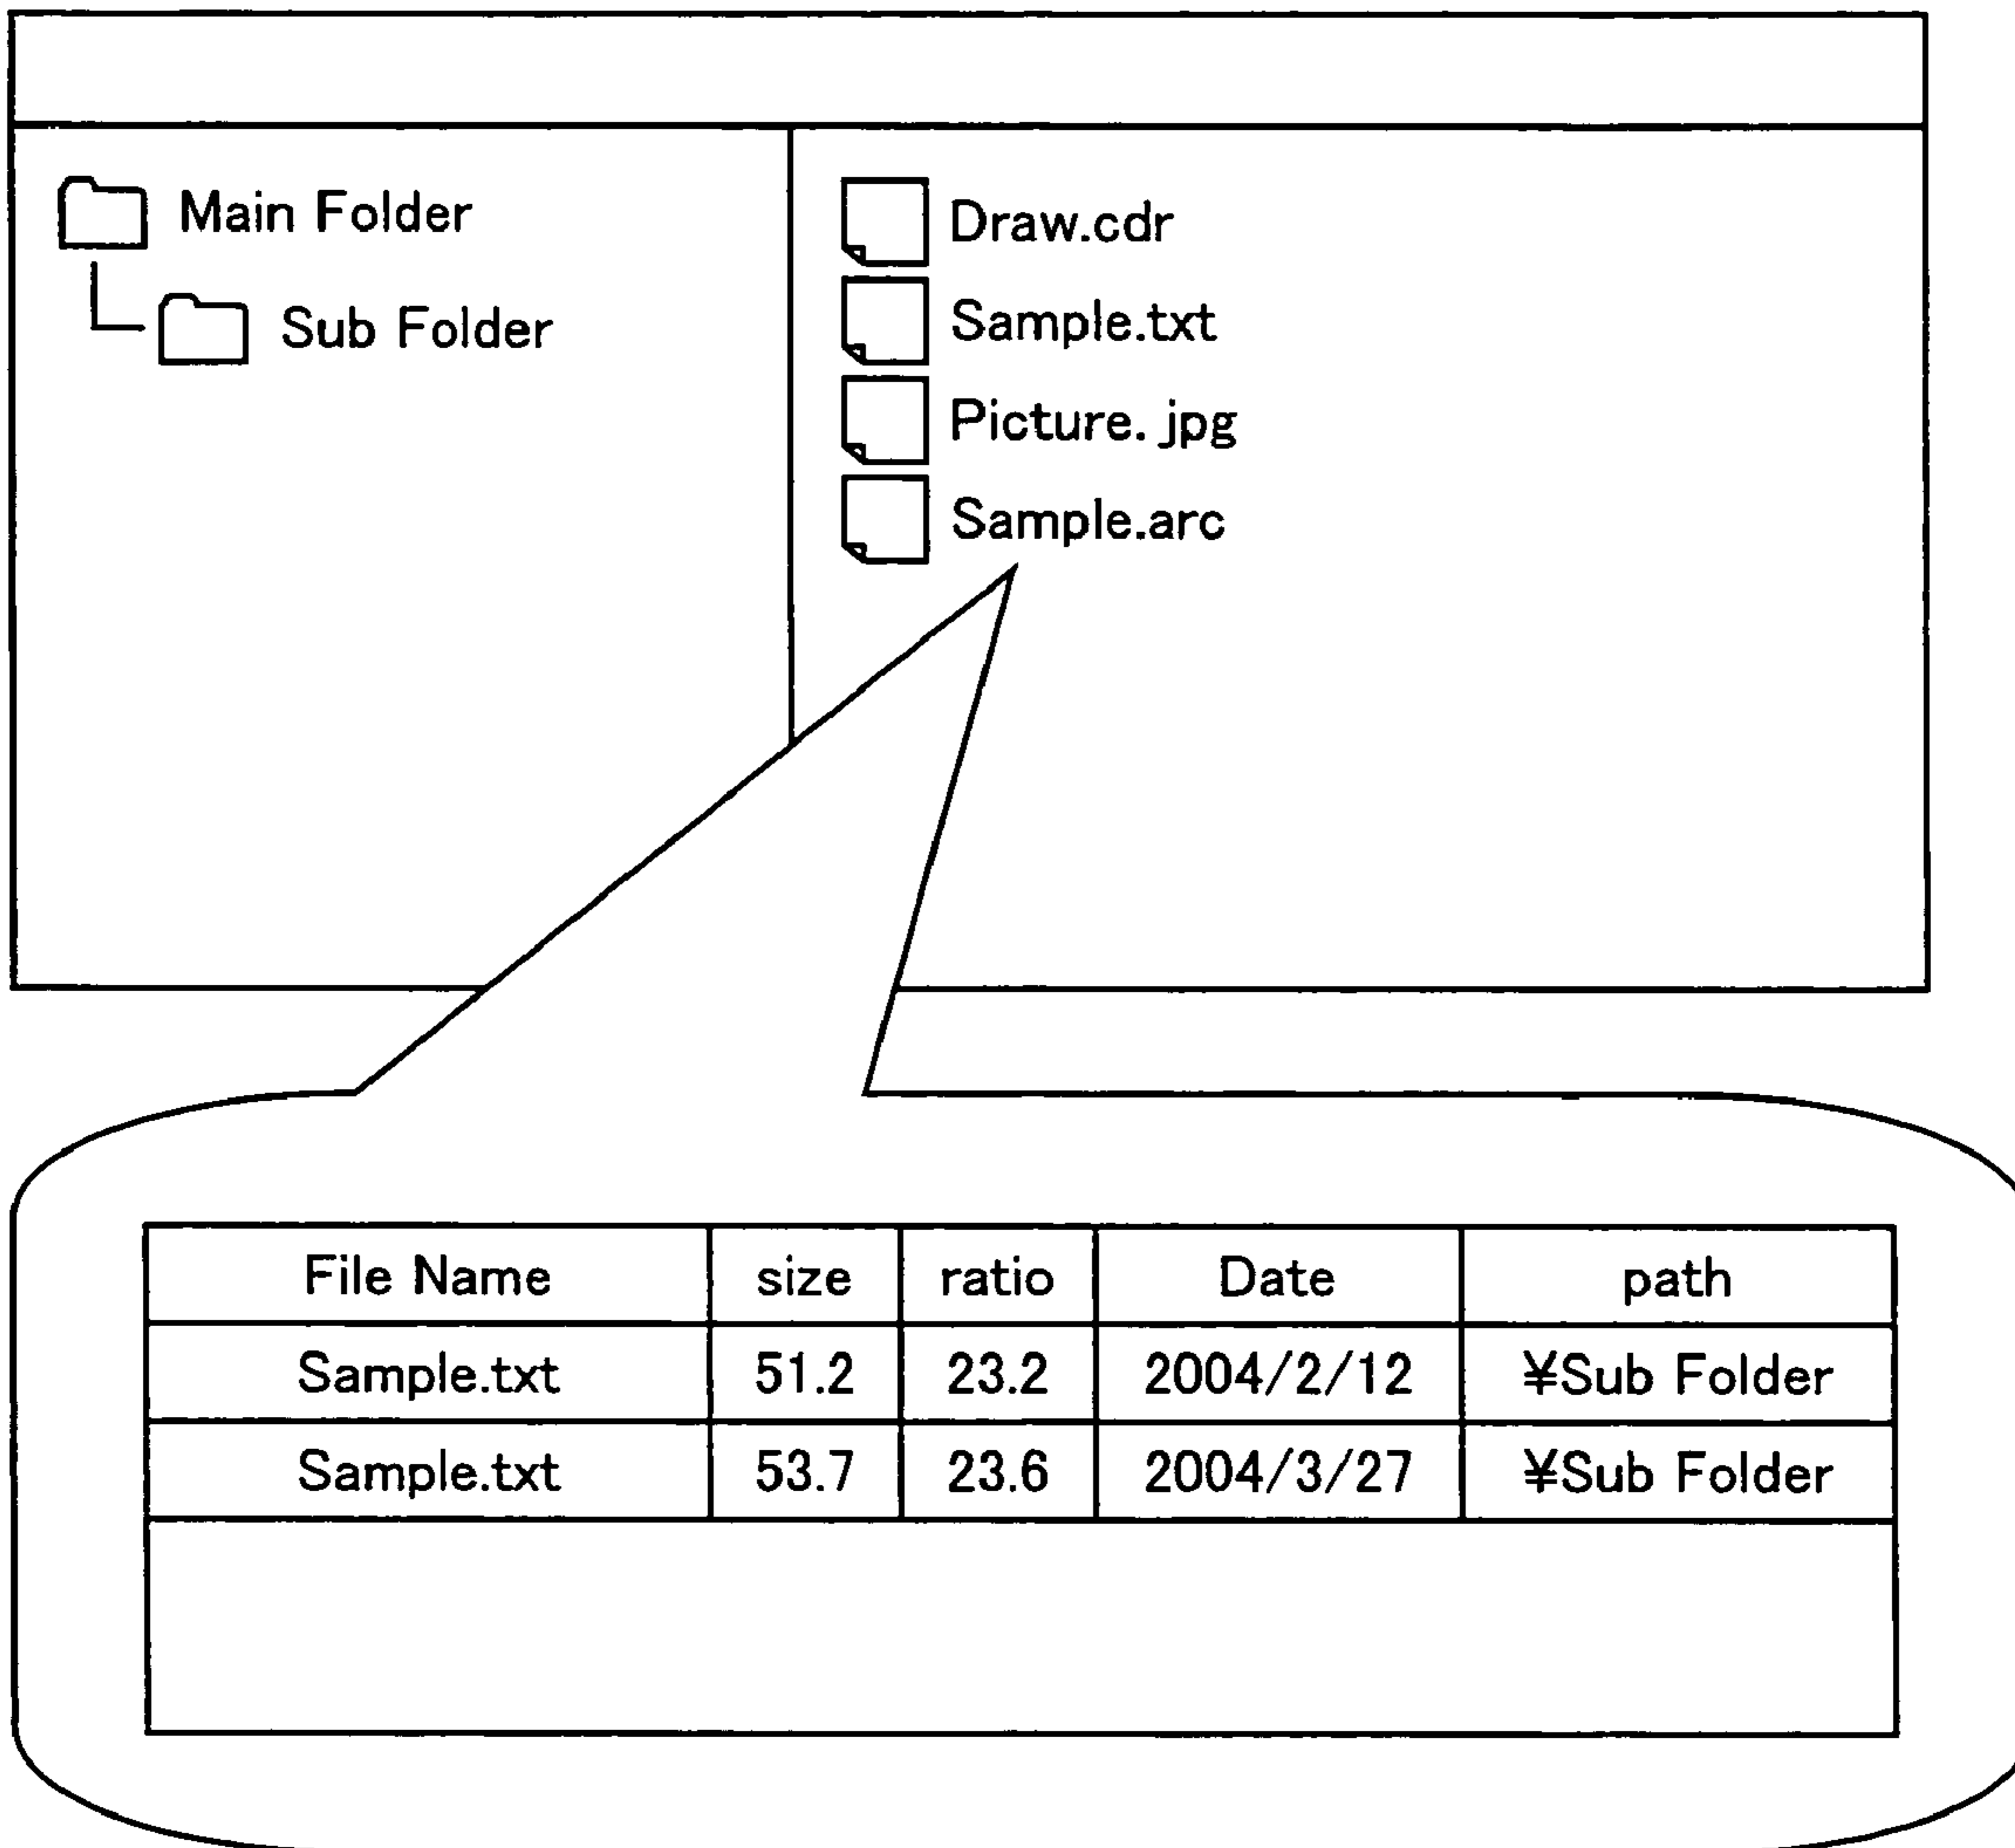 Main Folder
Sub Folder
Draw.cdr
Sample.txt
Picture. jpg
Sample.arc
File Name size ratio Date path
Sample.txt 51.2 23.2 2004/2/12 ¥Sub Folder
Sample.txt 53.7 23.6 2004/3/27 ¥Sub Folder